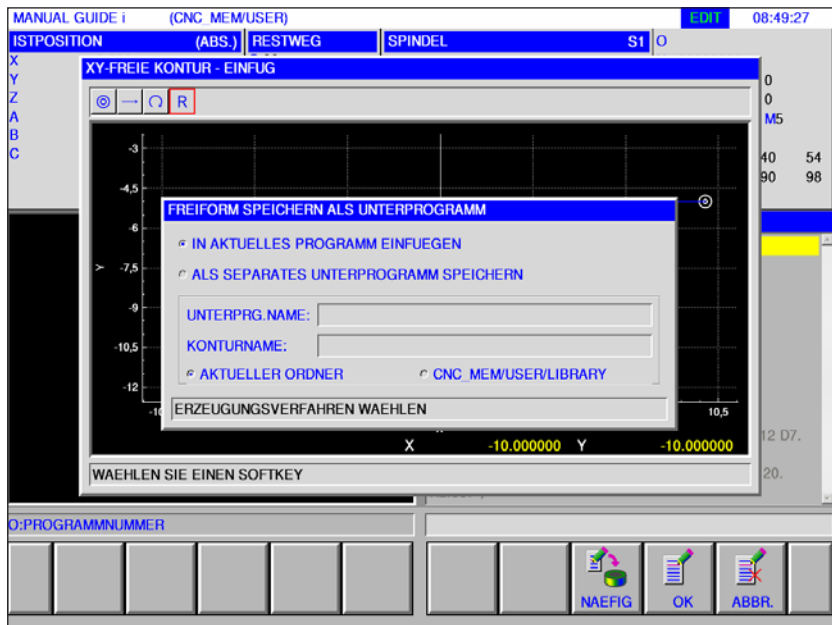 MANUAL GUIDE i (CNC_MEM/USER) EDIT 08:49:27
ISTPOSITION (ABS.) RESTWEG SPINDEL S1 O
X
Y 0
Z 0
A M5
B
C 40 54
90 98
XY-FREIE KONTUR - EINFUG
R
-3
-4,5
-6
Y -7,5
-9
-10,5
-12
10,5
FREIFORM SPEICHERN ALS UNTERPROGRAMM
IN AKTUELLES PROGRAMM EINFUEGEN
ALS SEPARATES UNTERPROGRAMM SPEICHERN
UNTERPRG.NAME:
KONTURNAME:
AKTUELLER ORDNER CNC_MEM/USER/LIBRARY
ERZEUGUNGSVERFAHREN WAEHLEN
X -10.000000 Y -10.000000
12 D7.
20.
WAEHLEN SIE EINEN SOFTKEY
O:PROGRAMMNUMMER
NAEFIG OK ABBR.